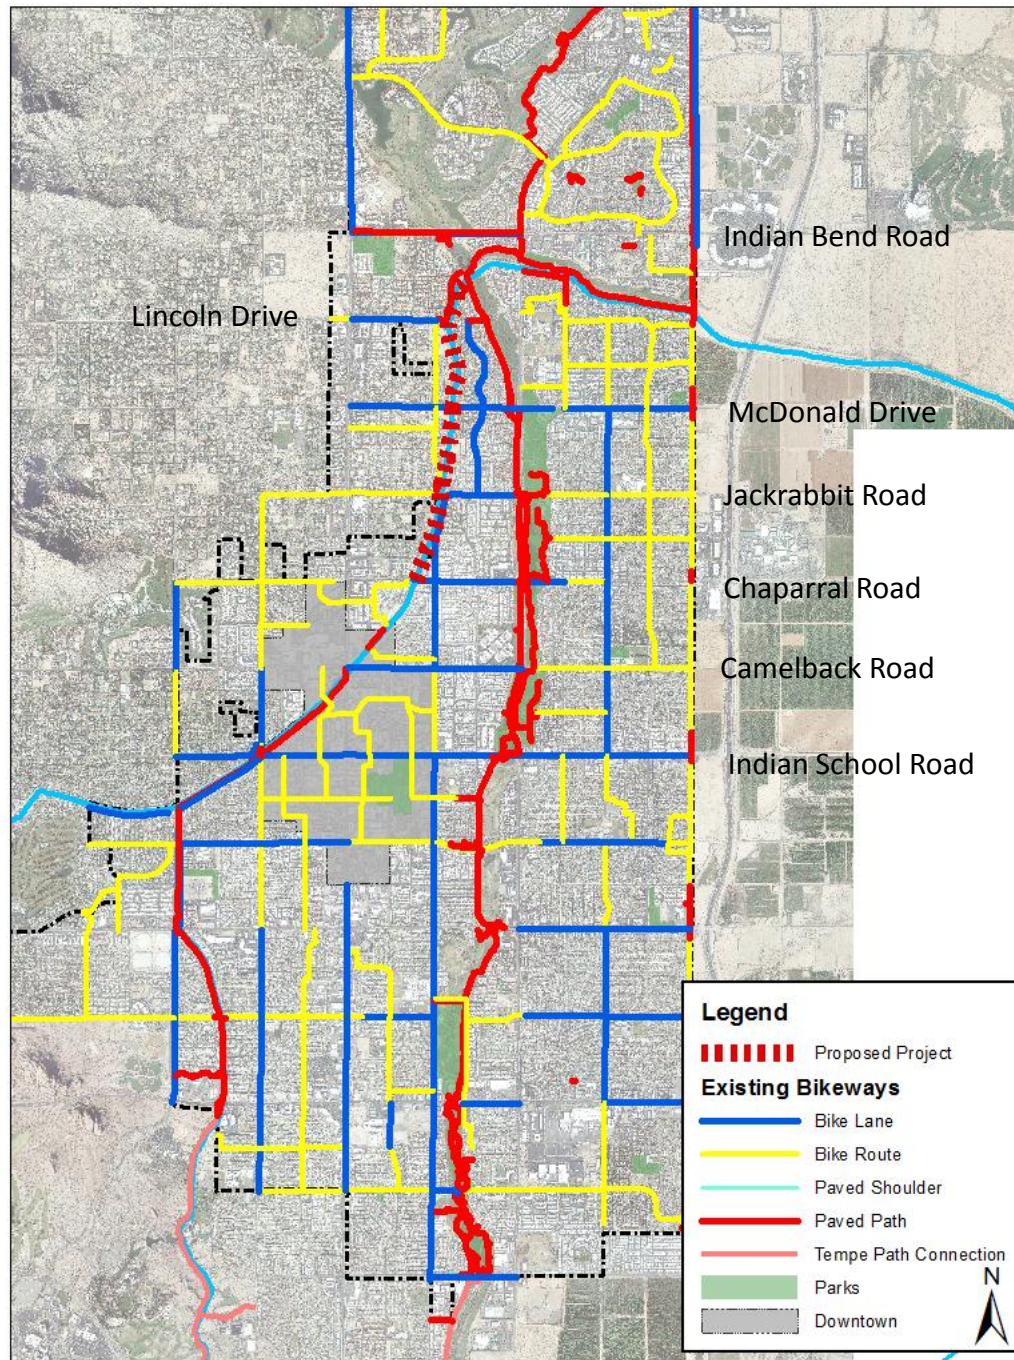 Indian Bend Road
Lincoln Drive
McDonald Drive
Jackrabbit Road
Chaparral Road
Camelback Road
Indian School Road
Legend
Proposed Project
Existing Bikeways
Bike Lane
Bike Route
Paved Shoulder
Paved Path
Tempe Path Connection
Parks
Downtown
N